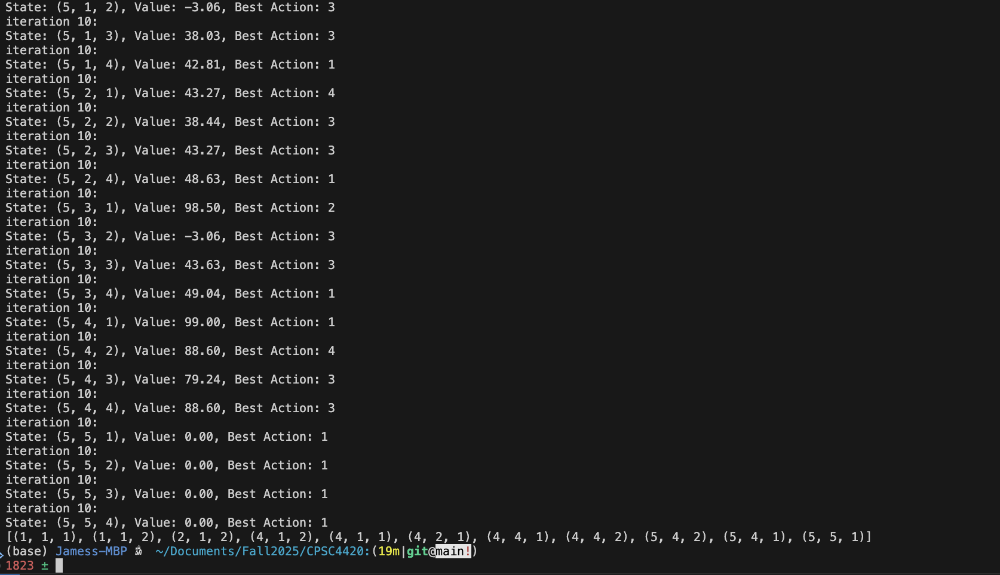 State: (5, 1, 2), Value: -3.06, Best Action: 3
iteration 10:
State: (5, 1, 3), Value: 38.03, Best Action: 3
iteration 10:
State: (5, 1, 4), Value: 42.81, Best Action: 1
iteration 10:
State: (5, 2, 1), Value: 43.27, Best Action: 4
iteration 10:
State: (5, 2, 2), Value: 38.44, Best Action: 3
iteration 10:
State: (5, 2, 3), Value: 43.27, Best Action: 3
iteration 10:
State: (5, 2, 4), Value: 48.63, Best Action: 1
iteration 10:
State: (5, 3, 1), Value: 98.50, Best Action: 2
iteration 10:
State: (5, 3, 2), Value: -3.06, Best Action: 3
iteration 10:
State: (5, 3, 3), Value: 43.63, Best Action: 3
iteration 10:
State: (5, 3, 4), Value: 49.04, Best Action: 1
iteration 10:
State: (5, 4, 1), Value: 99.00, Best Action: 1
iteration 10:
State: (5, 4, 2), Value: 88.60, Best Action: 4
iteration 10:
State: (5, 4, 3), Value: 79.24, Best Action: 3
iteration 10:
State: (5, 4, 4), Value: 88.60, Best Action: 3
iteration 10:
State: (5, 5, 1), Value: 0.00, Best Action: 1
iteration 10:
State: (5, 5, 2), Value: 0.00, Best Action: 1
iteration 10:
State: (5, 5, 3), Value: 0.00, Best Action: 1
iteration 10:
State: (5, 5, 4), Value: 0.00, Best Action: 1
[(1, 1, 1), (1, 1, 2), (2, 1, 2), (4, 1, 2), (4, 1, 1), (4, 2, 1), (4, 4, 1), (4, 4, 2), (5, 4, 2), (5, 4, 1), (5, 5, 1)]
(base) Jamess-MBP ~/Documents/Fall2025/CPSC4420:(19m|git@main!)
1823 ±